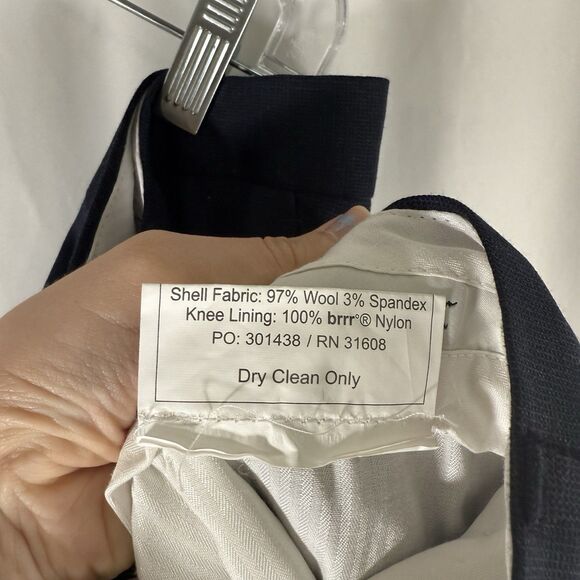 Shell Fabric: 97% Wool 3% Spandex
Knee Lining: 100% brrr°® Nylon
PO: 301438 / RN 31608
Dry Clean Only